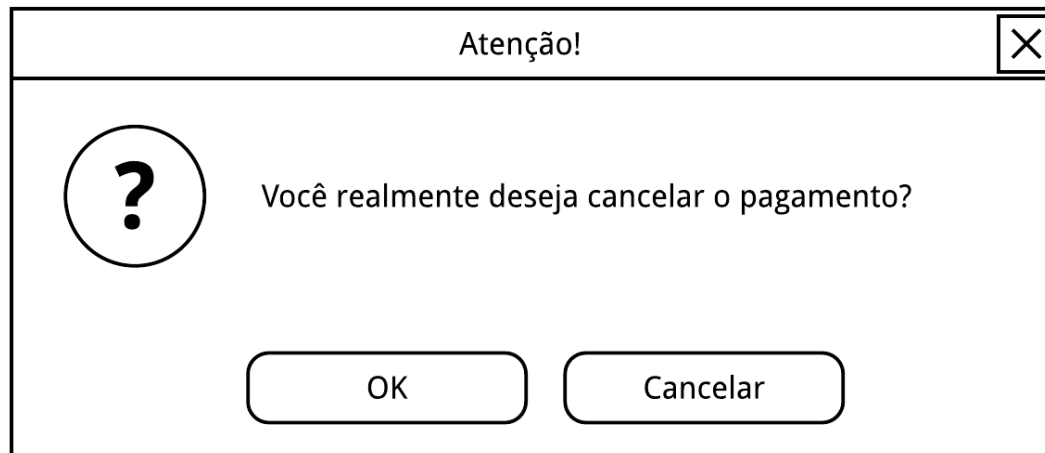 Atenção!
?
Você realmente deseja cancelar o pagamento?
OK
Cancelar